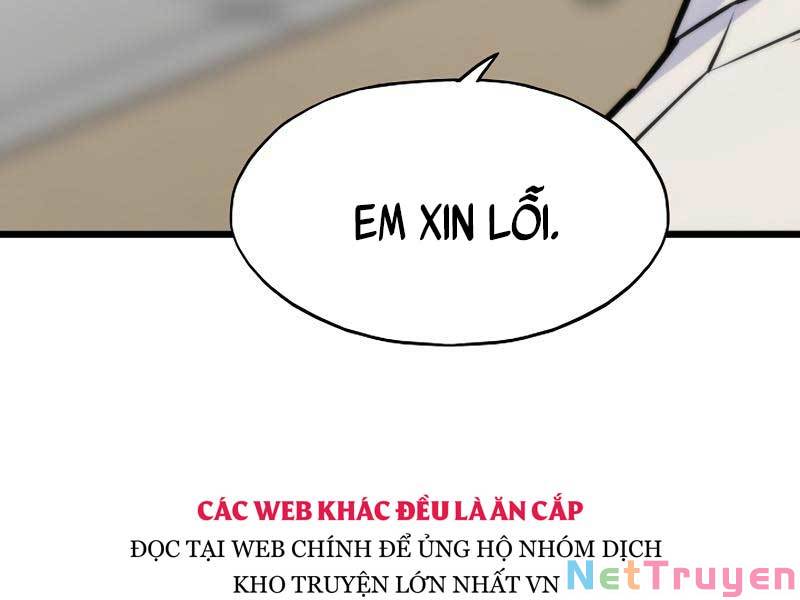 EM XIN LỖI.
CÁC WEB KHÁC ĐỀU LÀ ĂN CẮP
ĐỌC TẠI WEB CHÍNH ĐỂ ỦNG HỘ NHÓM DỊCH
KHO TRUYỆN LỚN NHẤT VN
NetTruyen